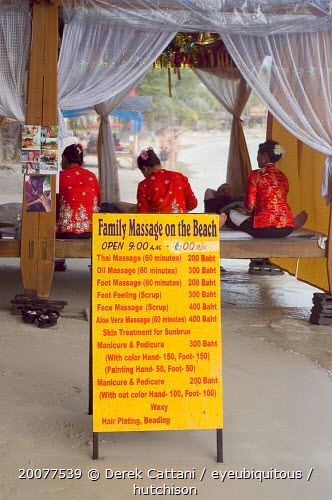 Family Massage on the Beach
OPEN 9:00 A.M - 6:00 P.M
Thai Massage (60 minutes) 200 Baht
Oil Massage (60 minutes) 300 Baht
Foot Massage (60 minutes) 200 Baht
Foot Peeling (Scrup) 300 Baht
Face Massage (Scrup) 400 Baht
Aloe Vera Massage (60 minutes) 400 Baht
Skin Treatment for Sunbrun
Manicure & Pedicure 300 Baht
(With color Hand- 150, Foot- 150)
(Painting Hand- 50, Foot- 50)
Manicure & Pedicure 200 Baht
(With out color Hand- 100, Foot- 100)
Waxy
Hair Plating, Beading
20077539 © Derek Cattani / eyeubiquitous /
hutchison